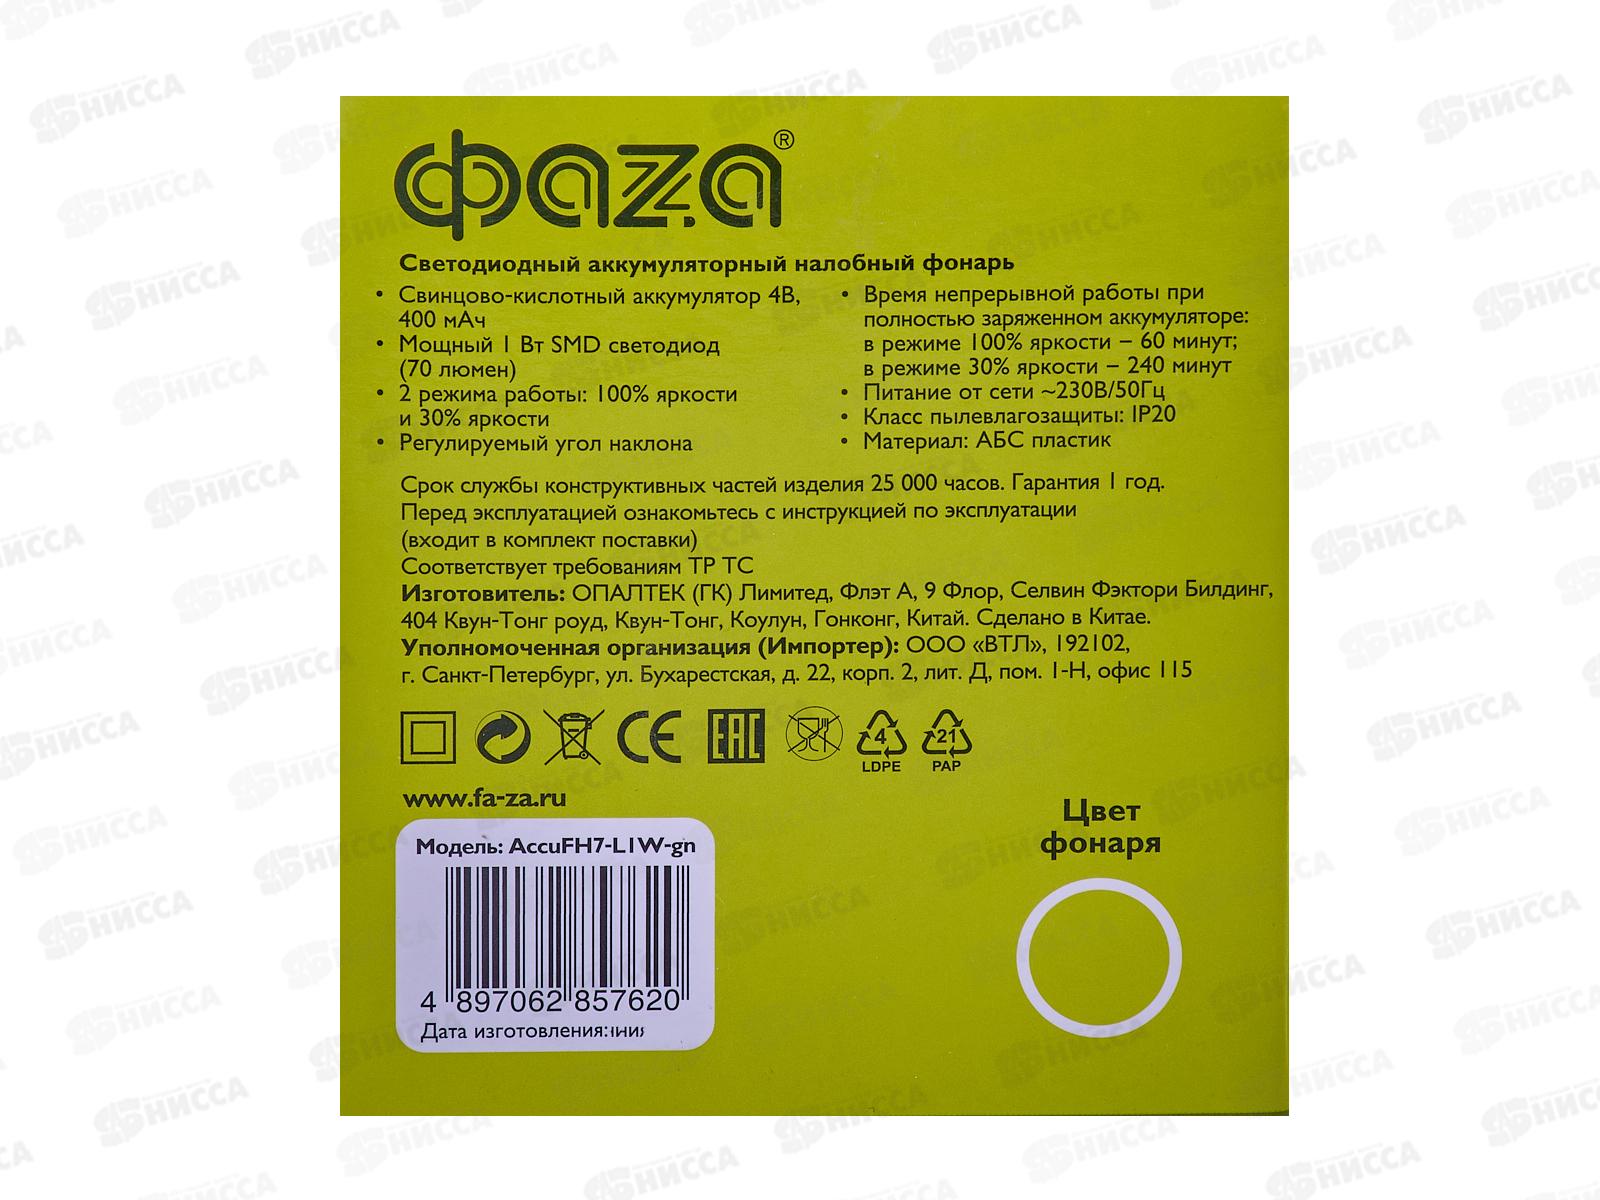 фаzа®
Светодиодный аккумуляторный налобный фонарь
• Свинцово-кислотный аккумулятор 4В,
400 мАч
• Мощный 1 Вт SMD светодиод
(70 люмен)
• 2 режима работы: 100% яркости
и 30% яркости
• Регулируемый угол наклона
• Время непрерывной работы при
полностью заряженном аккумуляторе:
в режиме 100% яркости – 60 минут;
в режиме 30% яркости – 240 минут
• Питание от сети ~230В/50Гц
• Класс пылевлагозащиты: IP20
• Материал: АБС пластик
Срок службы конструктивных частей изделия 25 000 часов. Гарантия 1 год.
Перед эксплуатацией ознакомьтесь с инструкцией по эксплуатации
(входит в комплект поставки)
Соответствует требованиям ТР ТС
Изготовитель: ОПАЛТЕК (ГК) Лимитед, Флэт А, 9 Флор, Селвин Фэктори Билдинг,
404 Квун-Тонг роуд, Квун-Тонг, Коулун, Гонконг, Китай. Сделано в Китае.
Уполномоченная организация (Импортер): ООО «ВТЛ», 192102,
г. Санкт-Петербург, ул. Бухарестская, д. 22, корп. 2, лит. Д, пом. 1-Н, офис 115
CE EAC 4 21
LDPE PAP
www.fa-za.ru
Модель: AccuFH7-L1W-gn
4 897062 857620
Дата изготовления:
Цвет
фонаря